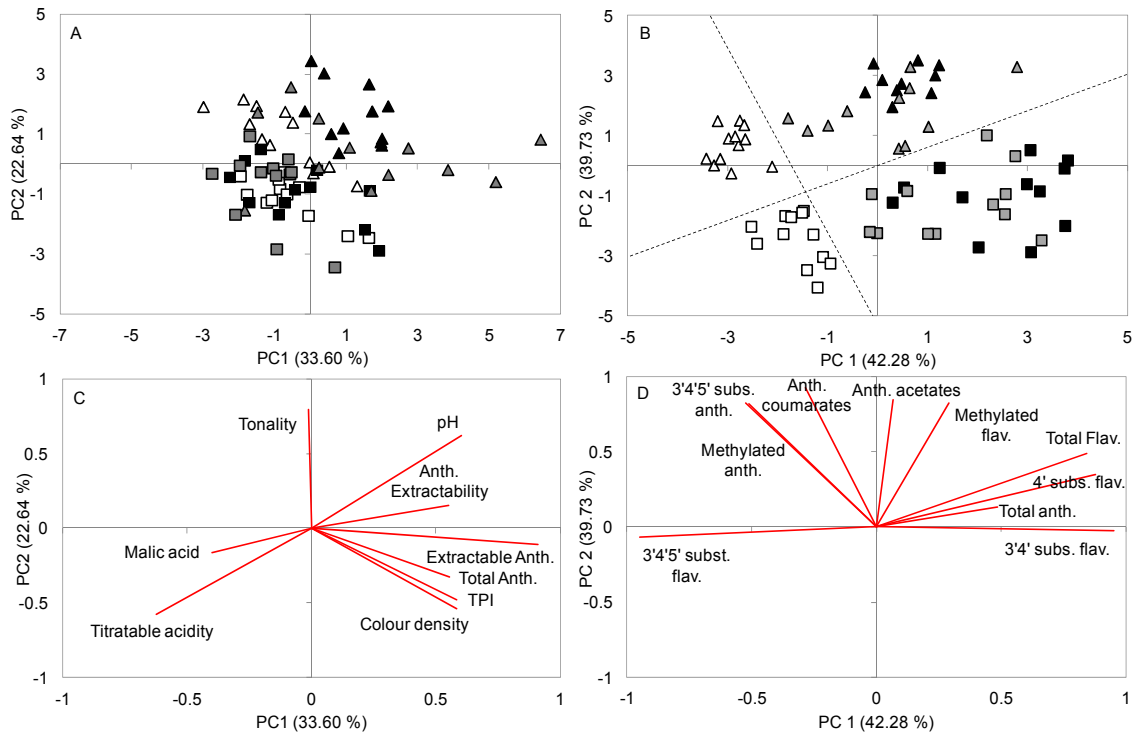 A
5
3
1
-1
-3
-5
-7
-5
-3
-1
1
3
5
7
PC2 (22.64 %)
PC1 (33.60 %)
B
5
3
1
-1
-3
-5
-5
-3
-1
1
3
5
PC 2 (39.73 %)
PC 1 (42.28 %)
C
1
0.5
0
-0.5
-1
-1
-0.5
0
0.5
1
PC2 (22.64 %)
PC1 (33.60 %)
Tonality
pH
Anth.
Extractability
Malic acid
Extractable Anth.
Total Anth.
TPI
Titratable acidity
Colour density
D
1
0.5
0
-0.5
-1
-1
-0.5
0
0.5
1
PC 2 (39.73 %)
PC 1 (42.28 %)
3'4'5' subs.
anth.
Anth.
coumarates
Anth. acetates
Methylated
flav.
Methylated
anth.
Total Flav.
4' subs. flav.
Total anth.
3'4'5' subst.
flav.
3'4' subs. flav.